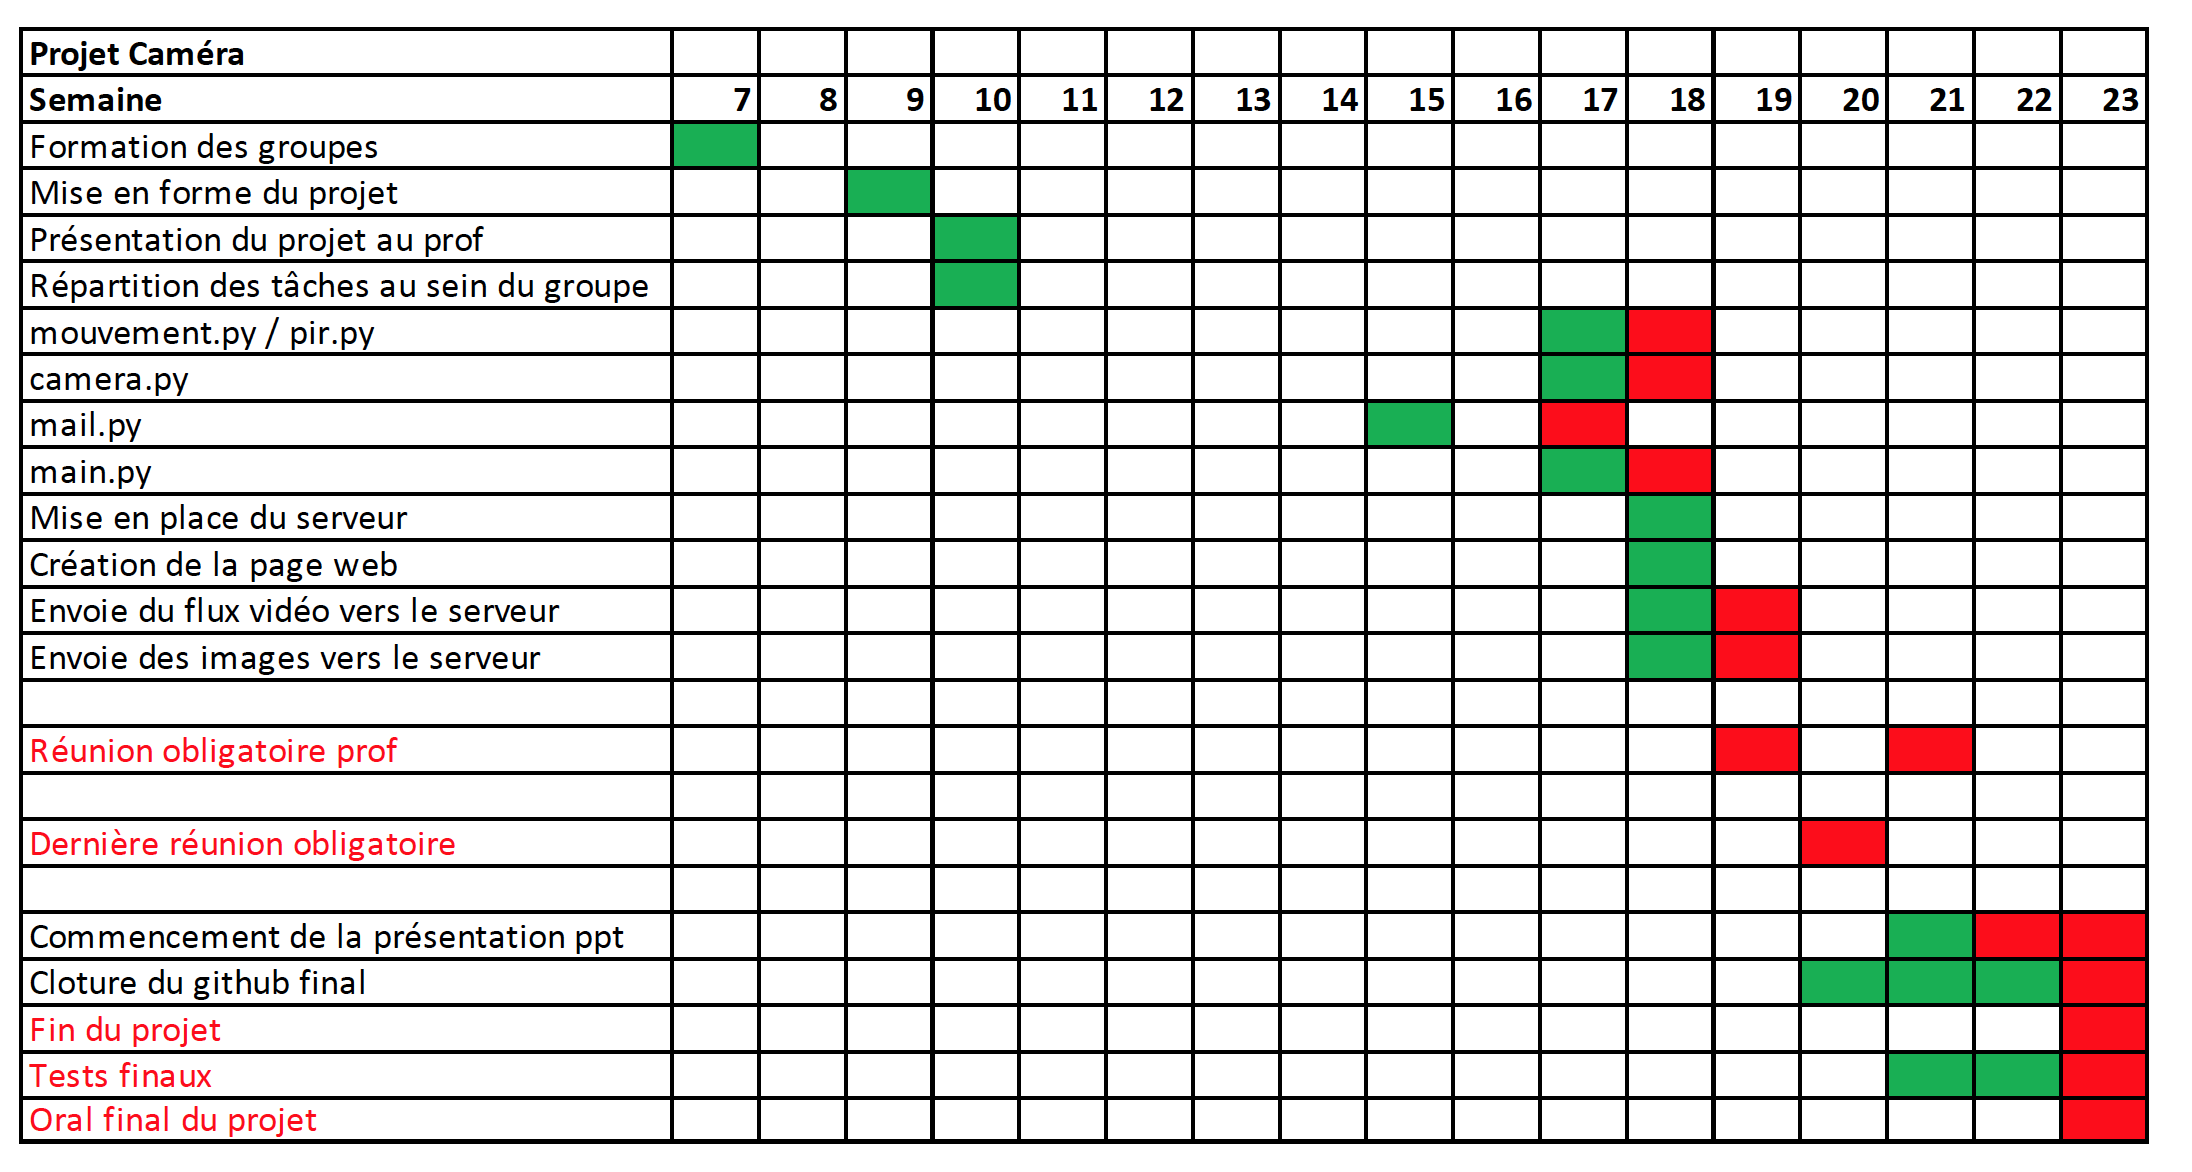 Projet Caméra
Semaine 7 8 9 10 11 12 13 14 15 16 17 18 19 20 21 22 23
Formation des groupes
Mise en forme du projet
Présentation du projet au prof
Répartition des tâches au sein du groupe
mouvement.py / pir.py
camera.py
mail.py
main.py
Mise en place du serveur
Création de la page web
Envoie du flux vidéo vers le serveur
Envoie des images vers le serveur
Réunion obligatoire prof
Dernière réunion obligatoire
Commencement de la présentation ppt
Cloture du github final
Fin du projet
Tests finaux
Oral final du projet